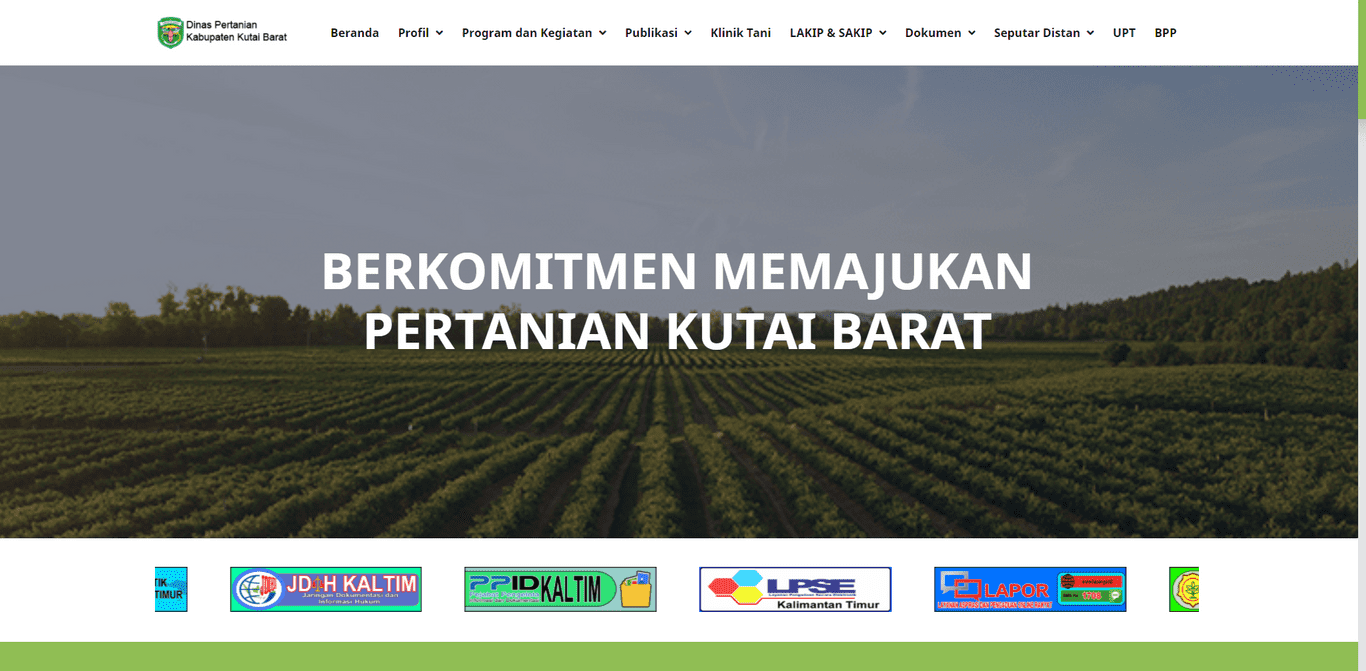 Dinas Pertanian
Kabupaten Kutai Barat
Beranda Profil Program dan Kegiatan Publikasi Klinik Tani LAKIP & SAKIP Dokumen Seputar Distan UPT BPP
BERKOMITMEN MEMAJUKAN
PERTANIAN KUTAI BARAT
TIK
TIMUR
JDIH KALTIM
Jaringan Dokumentasi dan
Informasi Hukum
PPID KALTIM
LPSE
Kalimantan Timur
LAPOR